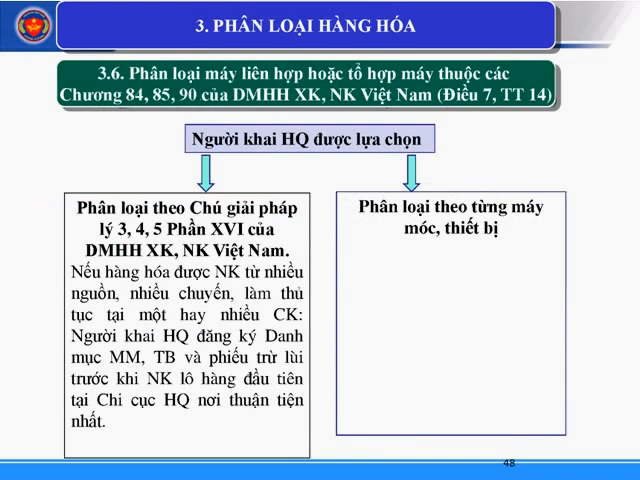 3. PHÂN LOẠI HÀNG HÓA
3.6. Phân loại máy liên hợp hoặc tổ hợp máy thuộc các
Chương 84, 85, 90 của DMHH XK, NK Việt Nam (Điều 7, TT 14)
Người khai HQ được lựa chọn
Phân loại theo Chú giải pháp
lý 3, 4, 5 Phần XVI của
DMHH XK, NK Việt Nam.
Nếu hàng hóa được NK từ nhiều
nguồn, nhiều chuyến, làm thủ
tục tại một hay nhiều CK:
Người khai HQ đăng ký Danh
mục MM, TB và phiếu trừ lùi
trước khi NK lô hàng đầu tiên
tại Chi cục HQ nơi thuận tiện
nhất.
Phân loại theo từng máy
móc, thiết bị
48